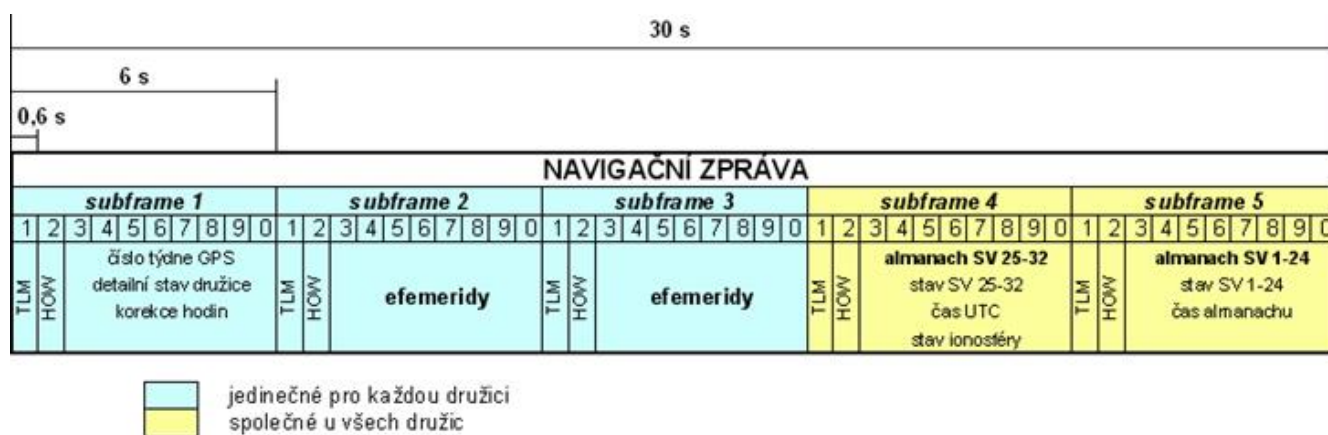 30 s
6 s
0,6 s
NAVIGAČNÍ ZPRÁVA
subframe 1 subframe 2 subframe 3 subframe 4 subframe 5
1 2 3 4 5 6 7 8 9 0 1 2 3 4 5 6 7 8 9 0 1 2 3 4 5 6 7 8 9 0 1 2 3 4 5 6 7 8 9 0 1 2 3 4 5 6 7 8 9 0
TLM
HOW
číslo týdne GPS
detailní stav družice
korekce hodin
TLM
HOW
efemeridy
TLM
HOW
efemeridy
TLM
HOW
almanach SV 25-32
stav SV 25-32
čas UTC
stav ionosféry
TLM
HOW
almanach SV 1-24
stav SV 1-24
čas almanachu
jedinečné pro každou družici
společné u všech družic